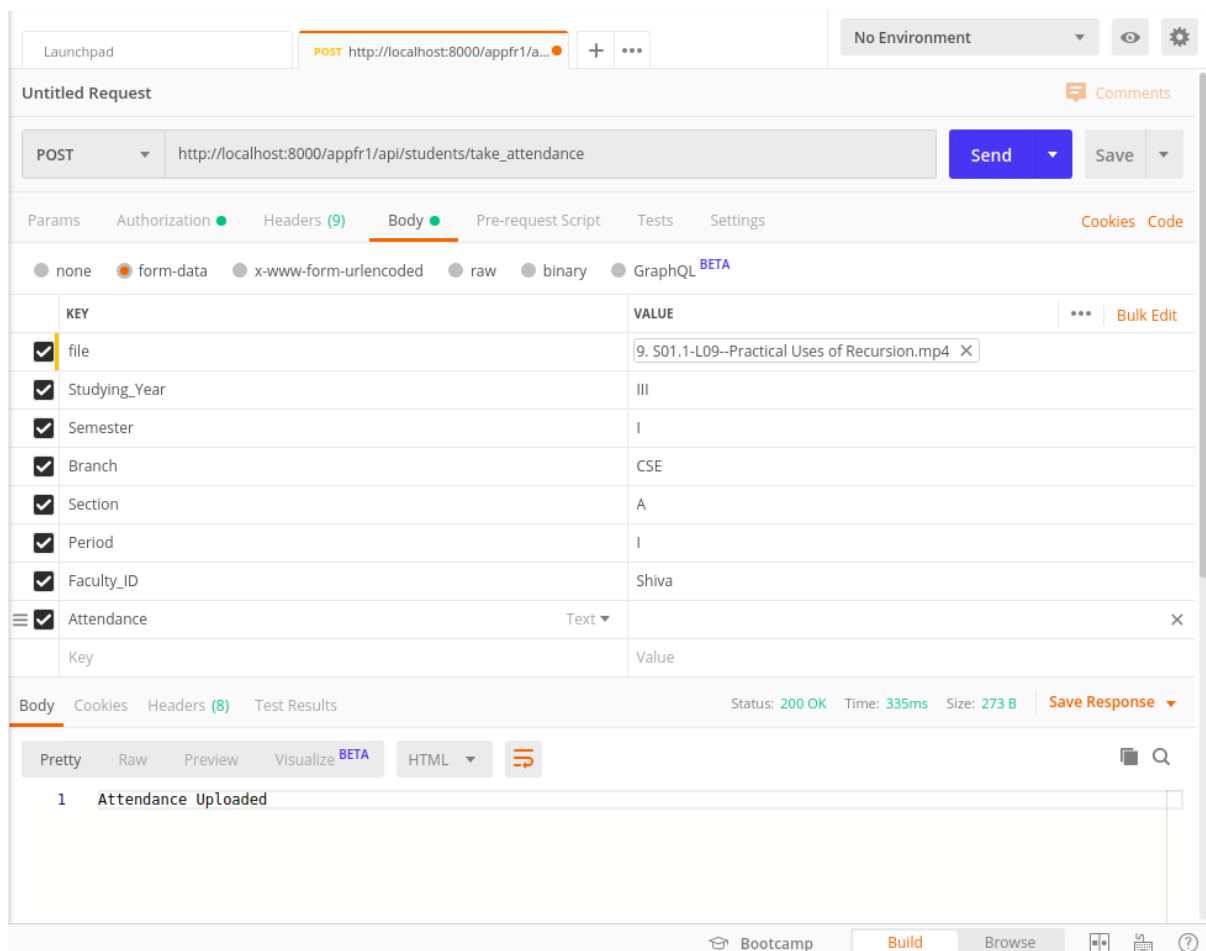 Launchpad
POST http://localhost:8000/appfr1/a... + •••
No Environment
Untitled Request
Comments
POST
http://localhost:8000/appfr1/api/students/take_attendance
Send
Save
Params Authorization Headers (9) Body Pre-request Script Tests Settings
Cookies Code
none form-data x-www-form-urlencoded raw binary GraphQL BETA
KEY VALUE ••• Bulk Edit
file 9. S01.1-L09--Practical Uses of Recursion.mp4
Studying_Year III
Semester I
Branch CSE
Section A
Period I
Faculty_ID Shiva
Attendance Text
Key Value
Body Cookies Headers (8) Test Results
Status: 200 OK Time: 335ms Size: 273 B Save Response
Pretty Raw Preview Visualize BETA HTML
1 Attendance Uploaded
Bootcamp Build Browse